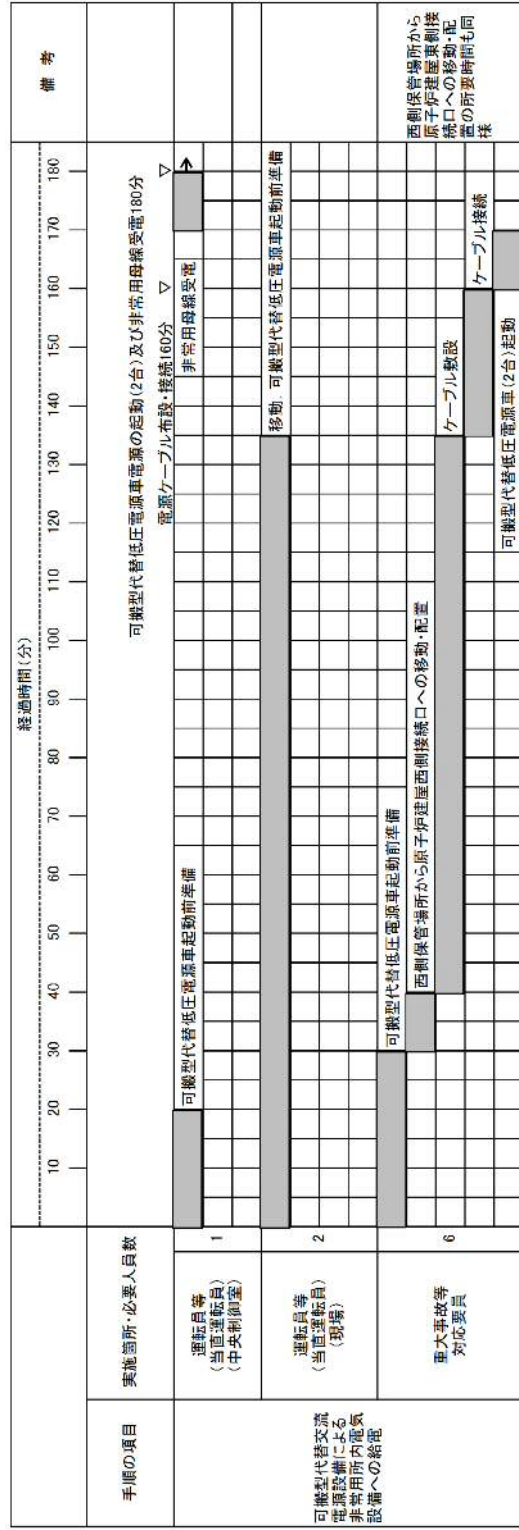 経過時間(分)
備考
手順の項目
実施箇所・必要人員数
10 20 30 40 50 60 70 80 90 100 110 120 130 140 150 160 170 180
可搬型代替低圧電源車電源の起動(2台)及び非常用母線受電180分
電源ケーブル布設・接続160分
可搬型代替交流
電源設備による
非常用所内電気
設備への給電
運転員等
(当直運転員)
(中央制御室)
1
可搬型代替低圧電源車起動前準備
非常用母線受電
運転員等
(当直運転員)
(現場)
2
移動,可搬型代替低圧電源車起動前準備
重大事故等
対応要員
6
可搬型代替低圧電源車起動前準備
西側保管場所から原子炉建屋西側接続口への移動・配置
ケーブル敷設
ケーブル接続
可搬型代替低圧電源車(2台)起動
西側保管場所から
原子炉建屋東側接
続口への移動・配
置の所要時間も同
様